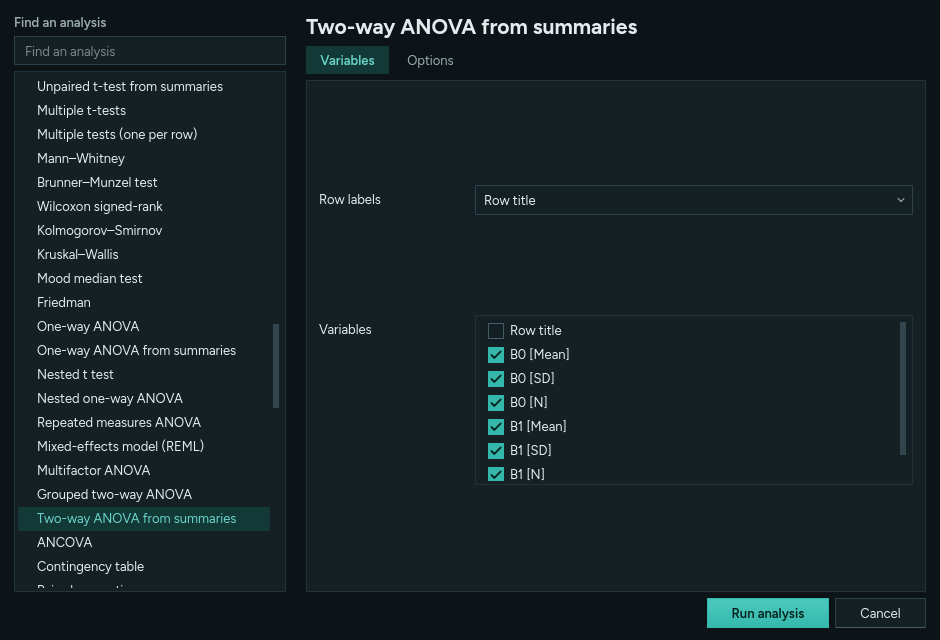 Find an analysis
Find an analysis
Unpaired t-test from summaries
Multiple t-tests
Multiple tests (one per row)
Mann–Whitney
Brunner–Munzel test
Wilcoxon signed-rank
Kolmogorov–Smirnov
Kruskal–Wallis
Mood median test
Friedman
One-way ANOVA
One-way ANOVA from summaries
Nested t test
Nested one-way ANOVA
Repeated measures ANOVA
Mixed-effects model (REML)
Multifactor ANOVA
Grouped two-way ANOVA
Two-way ANOVA from summaries
ANCOVA
Contingency table
Two-way ANOVA from summaries
Variables
Options
Row labels
Row title
Variables
Row title
B0 [Mean]
B0 [SD]
B0 [N]
B1 [Mean]
B1 [SD]
B1 [N]
Run analysis
Cancel